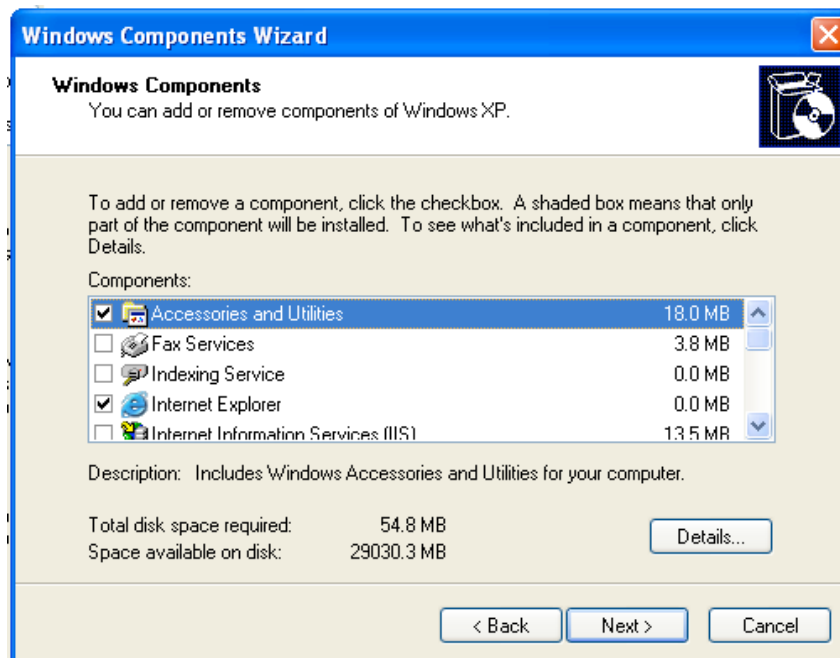 Windows Components Wizard
Windows Components
You can add or remove components of Windows XP.
To add or remove a component, click the checkbox. A shaded box means that only
part of the component will be installed. To see what's included in a component, click
Details.
Components:
Accessories and Utilities 18.0 MB
Fax Services 3.8 MB
Indexing Service 0.0 MB
Internet Explorer 0.0 MB
Internet Information Services (IIS) 13.5 MB
Description: Includes Windows Accessories and Utilities for your computer.
Total disk space required: 54.8 MB
Space available on disk: 29030.3 MB
Details...
< Back Next > Cancel